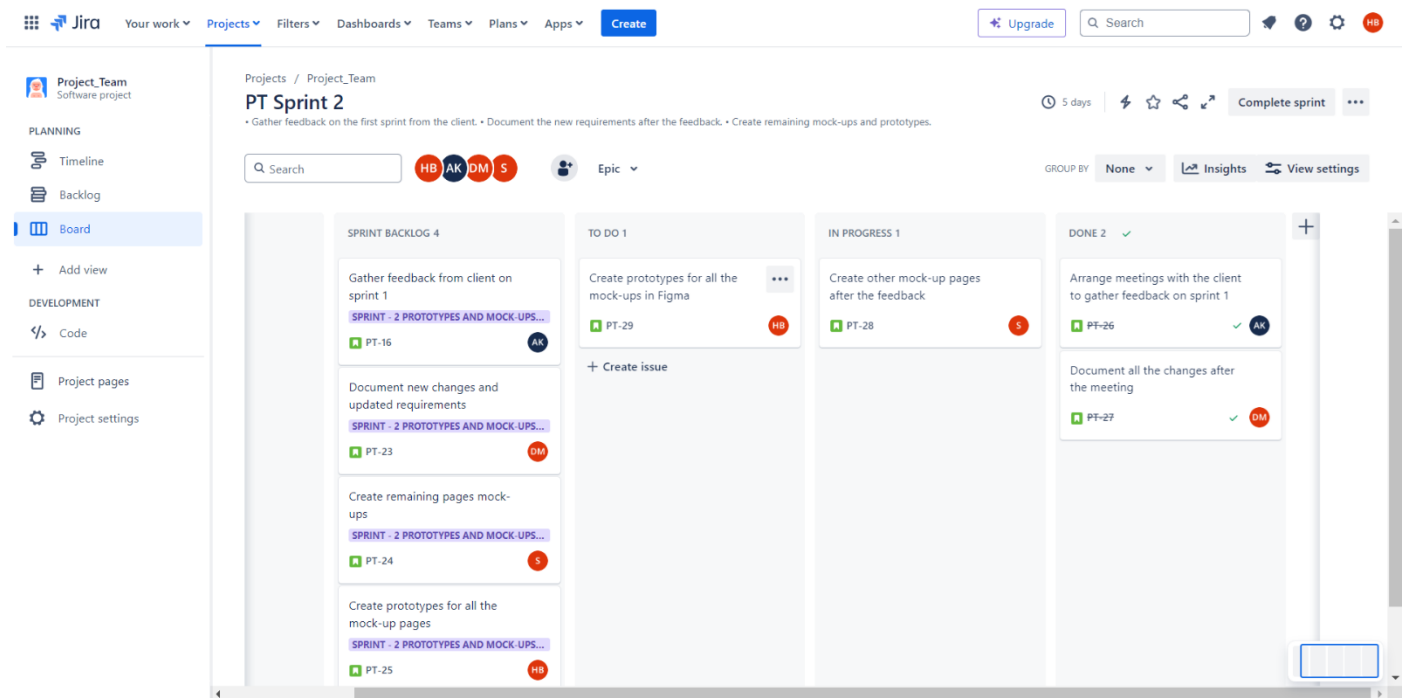 Jira
Your work
Projects
Filters
Dashboards
Teams
Plans
Apps
Create
Upgrade
Search
HB
Project_Team
Software project
PLANNING
Timeline
Backlog
Board
Add view
DEVELOPMENT
Code
Project pages
Project settings
Projects / Project_Team
PT Sprint 2
• Gather feedback on the first sprint from the client. • Document the new requirements after the feedback. • Create remaining mock-ups and prototypes.
5 days
Complete sprint
Search
HB AK DM S
Epic
GROUP BY
None
Insights
View settings
SPRINT BACKLOG 4
Gather feedback from client on
sprint 1
SPRINT - 2 PROTOTYPES AND MOCK-UPS...
PT-16
AK
Document new changes and
updated requirements
SPRINT - 2 PROTOTYPES AND MOCK-UPS...
PT-23
DM
Create remaining pages mock-
ups
SPRINT - 2 PROTOTYPES AND MOCK-UPS...
PT-24
S
Create prototypes for all the
mock-up pages
SPRINT - 2 PROTOTYPES AND MOCK-UPS...
PT-25
HB
TO DO 1
Create prototypes for all the
mock-ups in Figma
PT-29
HB
+ Create issue
IN PROGRESS 1
Create other mock-up pages
after the feedback
PT-28
S
DONE 2
Arrange meetings with the client
to gather feedback on sprint 1
PT-26
AK
Document all the changes after
the meeting
PT-27
DM